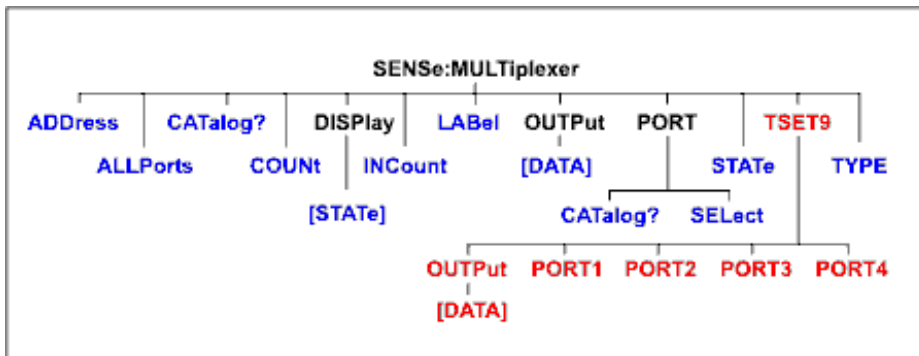 SENSe:MULTiplexer
ADDress CATalog? DISPlay LABel OUTPut PORT TSET9
ALLPorts COUNt INCount [DATA] STATe TYPE
[STATe] CATalog? SELect
OUTPut PORT1 PORT2 PORT3 PORT4
[DATA]